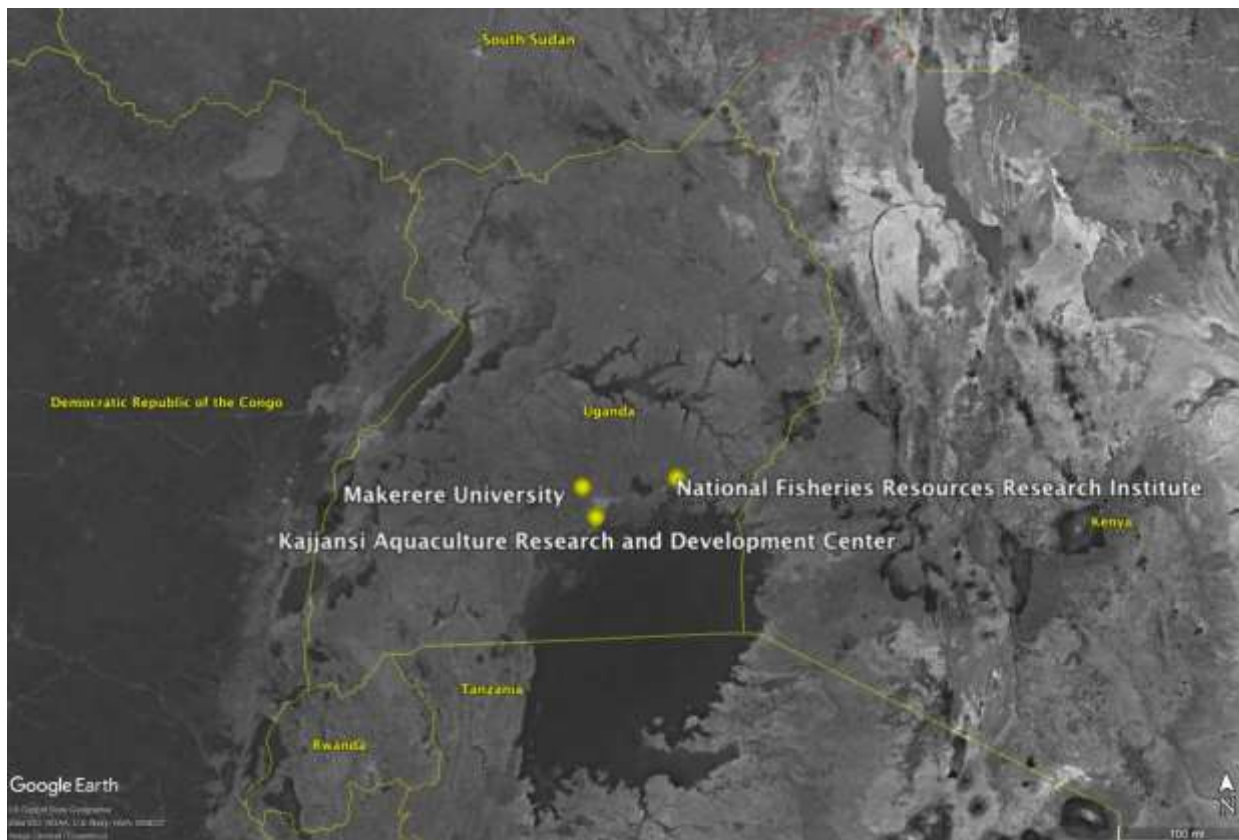 South Sudan
Democratic Republic of the Congo
Uganda
Makerere University
National Fisheries Resources Research Institute
Kenya
Kajjansi Aquaculture Research and Development Center
Tanzania
Rwanda
Google Earth
N
100 mi